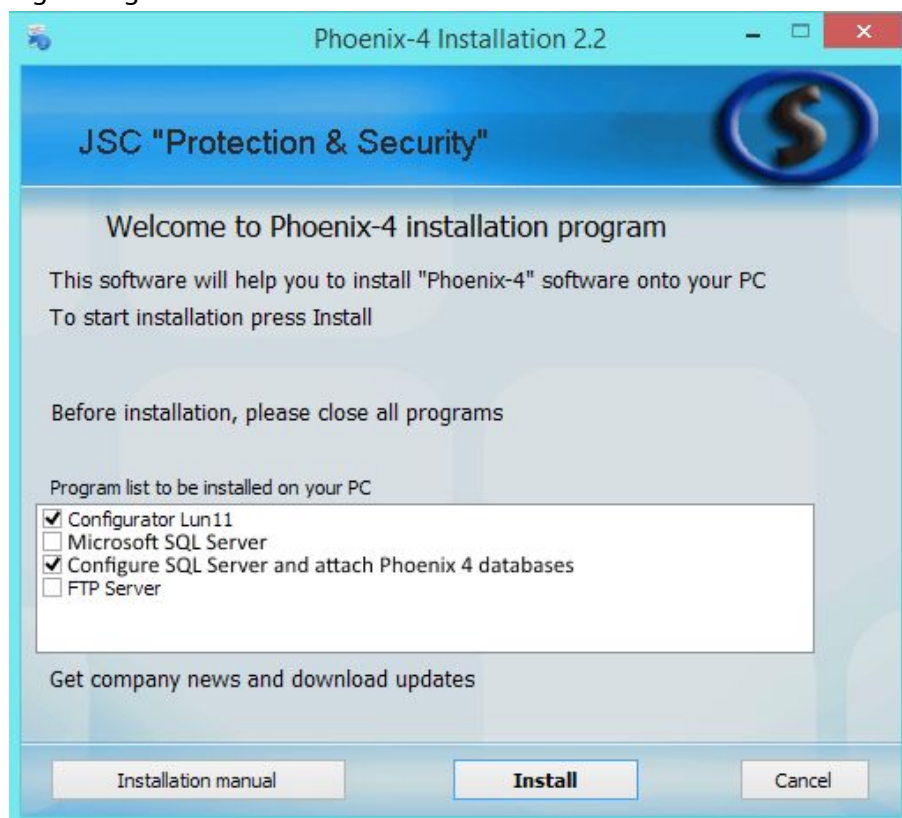 Phoenix-4 Installation 2.2
JSC "Protection & Security"
S
Welcome to Phoenix-4 installation program
This software will help you to install "Phoenix-4" software onto your PC
To start installation press Install
Before installation, please close all programs
Program list to be installed on your PC
Configurator Lun11
Microsoft SQL Server
Configure SQL Server and attach Phoenix 4 databases
FTP Server
Get company news and download updates
Installation manual
Install
Cancel